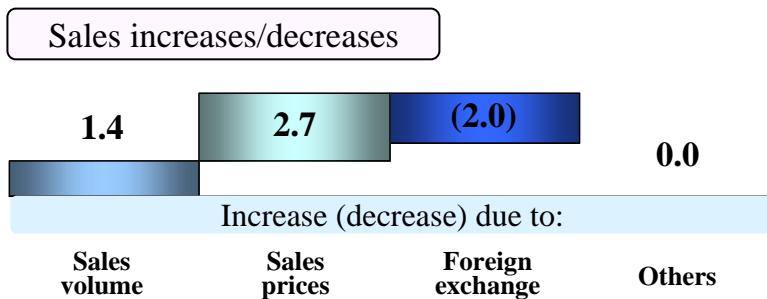 Sales increases/decreases
1.4
2.7
(2.0)
0.0
Increase (decrease) due to:
Sales
volume
Sales
prices
Foreign
exchange
Others